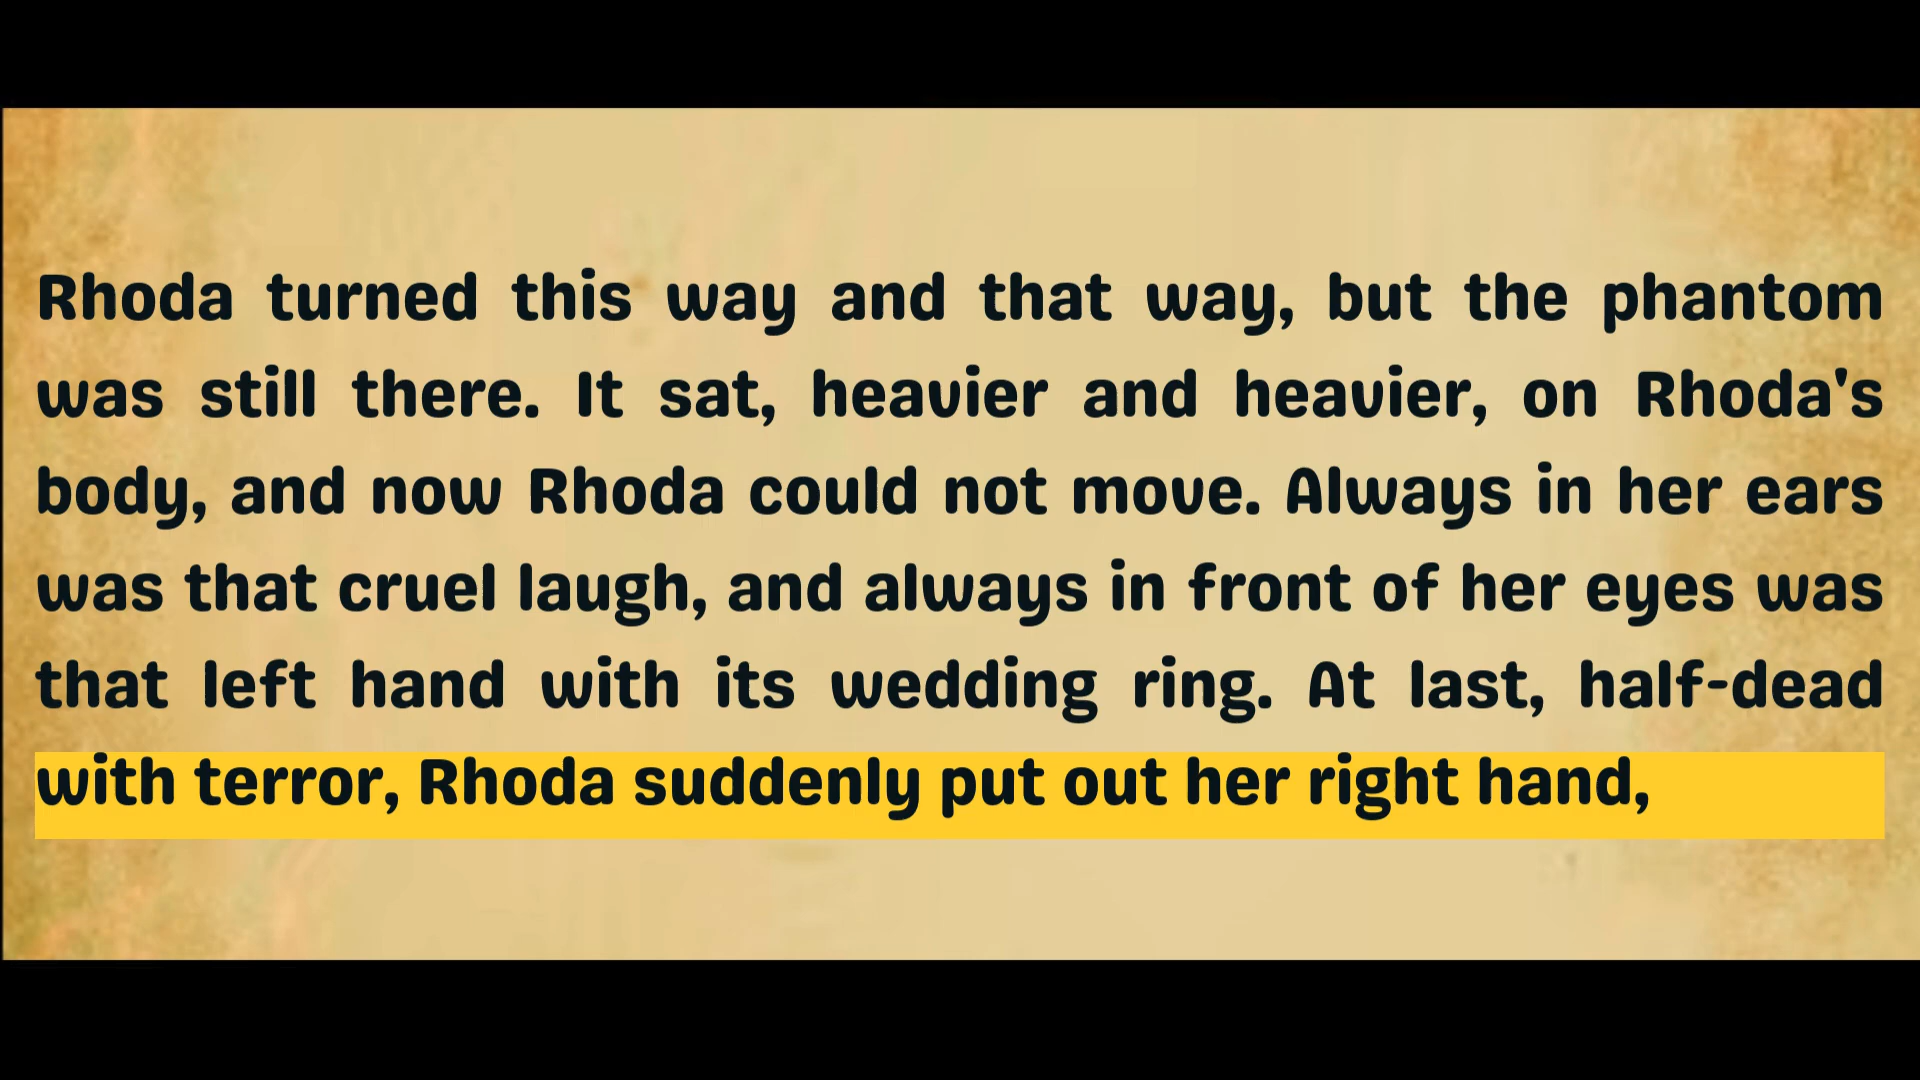 Rhoda turned this way and that way, but the phantom
was still there. It sat, heavier and heavier, on Rhoda's
body, and now Rhoda could not move. Always in her ears
was that cruel laugh, and always in front of her eyes was
that left hand with its wedding ring. At last, half-dead
with terror, Rhoda suddenly put out her right hand,